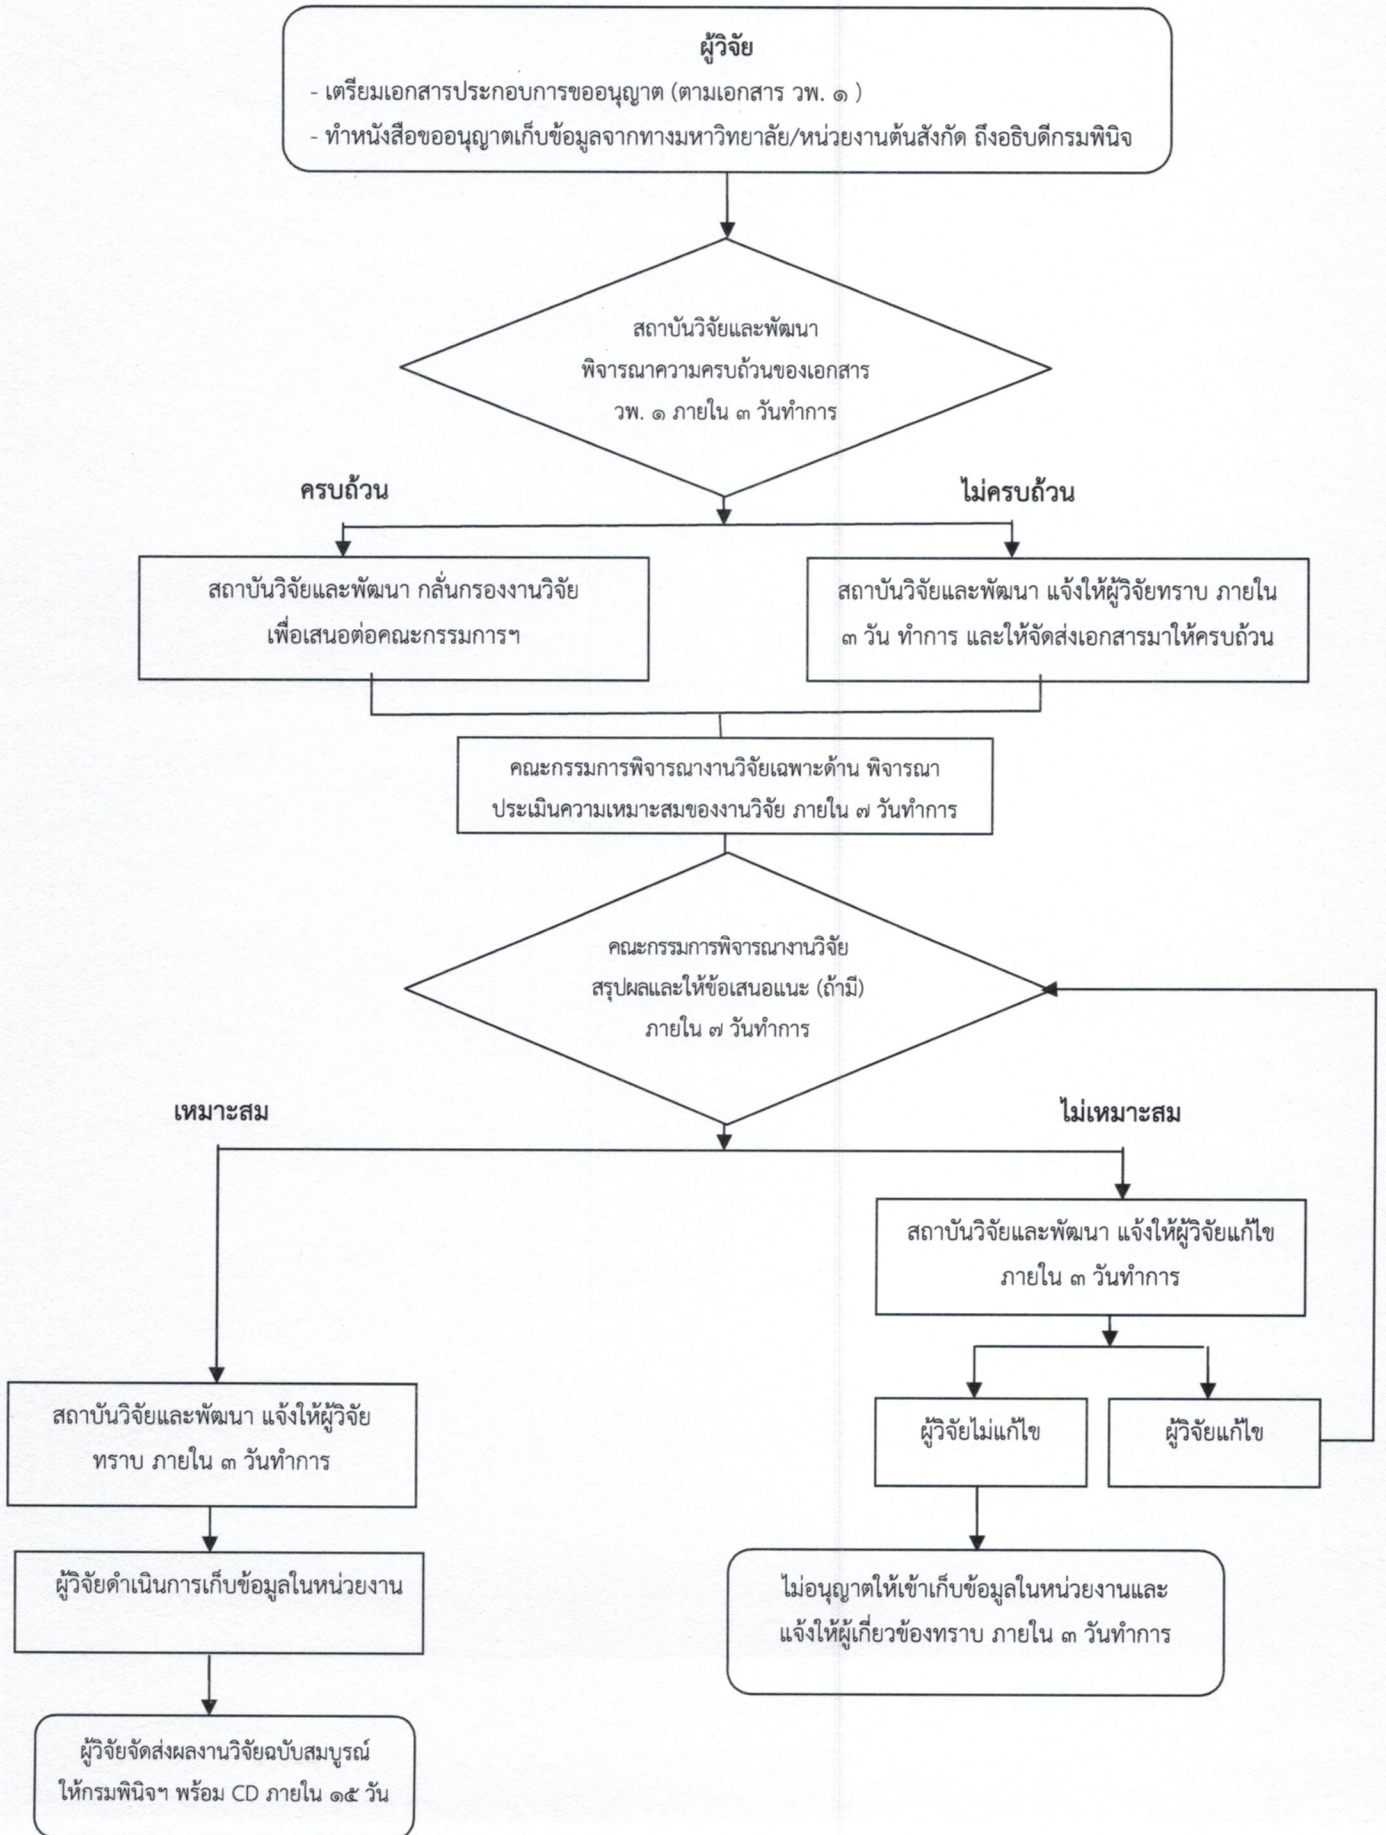 ผู้วิจัย
- เตรียมเอกสารประกอบการขออนุญาต (ตามเอกสาร วพ. ๑ )
- ทำหนังสือขออนุญาตเก็บข้อมูลจากทางมหาวิทยาลัย/หน่วยงานต้นสังกัด ถึงอธิบดีกรมพินิจ
สถาบันวิจัยและพัฒนา
พิจารณาความครบถ้วนของเอกสาร
วพ. ๑ ภายใน ๓ วันทำการ
ครบถ้วน
ไม่ครบถ้วน
สถาบันวิจัยและพัฒนา กลั่นกรองงานวิจัย
เพื่อเสนอต่อคณะกรรมการฯ
สถาบันวิจัยและพัฒนา แจ้งให้ผู้วิจัยทราบ ภายใน
๓ วัน ทำการ และให้จัดส่งเอกสารมาให้ครบถ้วน
คณะกรรมการพิจารณางานวิจัยเฉพาะด้าน พิจารณา
ประเมินความเหมาะสมของงานวิจัย ภายใน ๗ วันทำการ
คณะกรรมการพิจารณางานวิจัย
สรุปผลและให้ข้อเสนอแนะ (ถ้ามี)
ภายใน ๗ วันทำการ
เหมาะสม
ไม่เหมาะสม
สถาบันวิจัยและพัฒนา แจ้งให้ผู้วิจัยแก้ไข
ภายใน ๓ วันทำการ
สถาบันวิจัยและพัฒนา แจ้งให้ผู้วิจัย
ทราบ ภายใน ๓ วันทำการ
ผู้วิจัยไม่แก้ไข
ผู้วิจัยแก้ไข
ผู้วิจัยดำเนินการเก็บข้อมูลในหน่วยงาน
ไม่อนุญาตให้เข้าเก็บข้อมูลในหน่วยงานและ
แจ้งให้ผู้เกี่ยวข้องทราบ ภายใน ๓ วันทำการ
ผู้วิจัยจัดส่งผลงานวิจัยฉบับสมบูรณ์
ให้กรมพินิจฯ พร้อม CD ภายใน ๑๕ วัน